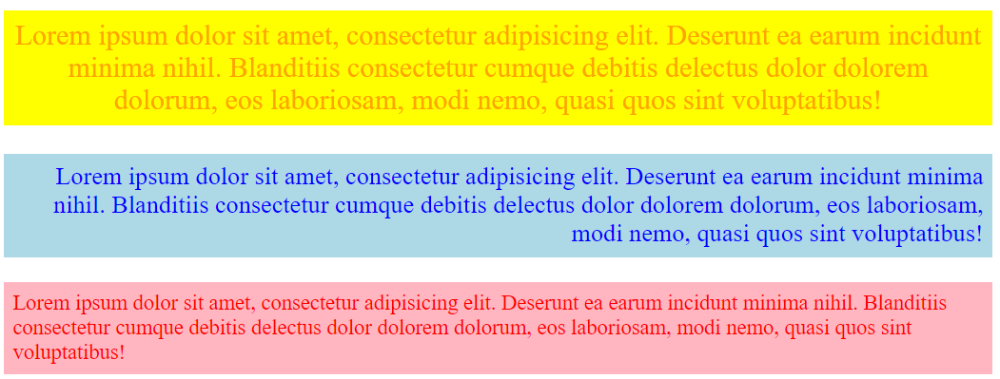 Lorem ipsum dolor sit amet, consectetur adipisicing elit. Deserunt ea earum incidunt
minima nihil. Blanditiis consectetur cumque debitis delectus dolor dolorem
dolorum, eos laboriosam, modi nemo, quasi quos sint voluptatibus!
Lorem ipsum dolor sit amet, consectetur adipisicing elit. Deserunt ea earum incidunt minima
nihil. Blanditiis consectetur cumque debitis delectus dolor dolorem dolorum, eos laboriosam,
modi nemo, quasi quos sint voluptatibus!
Lorem ipsum dolor sit amet, consectetur adipisicing elit. Deserunt ea earum incidunt minima nihil. Blanditiis
consectetur cumque debitis delectus dolor dolorem dolorum, eos laboriosam, modi nemo, quasi quos sint
voluptatibus!